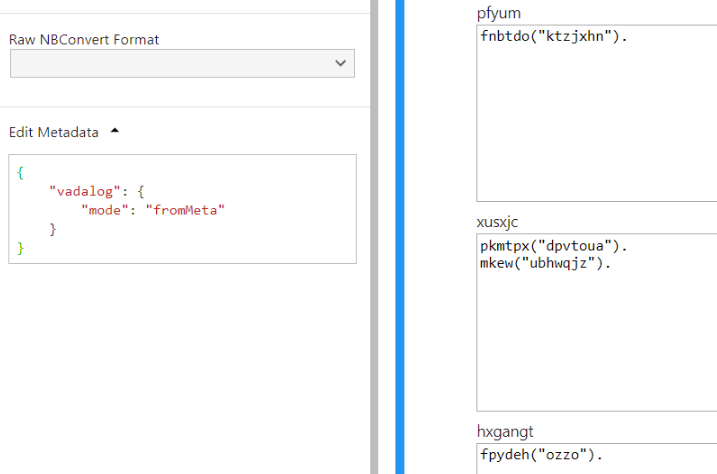 Raw NBConvert Format
Edit Metadata
{
"vadalog": {
"mode": "fromMeta"
}
}
pfyum
fnbtdo("ktzjxhn").
xusxjc
pkmtpx("dpvtoua").
mkew("ubhwqjz").
hxgangt
fpydeh("ozzo").